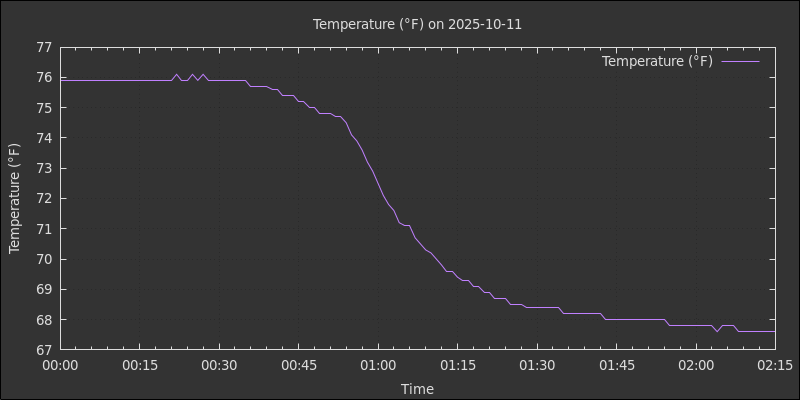 Temperature (°F) on 2025-10-11
Temperature (°F)
77
76
75
74
73
72
71
70
69
68
67
Temperature (°F)
00:00 00:15 00:30 00:45 01:00 01:15 01:30 01:45 02:00 02:15
Time